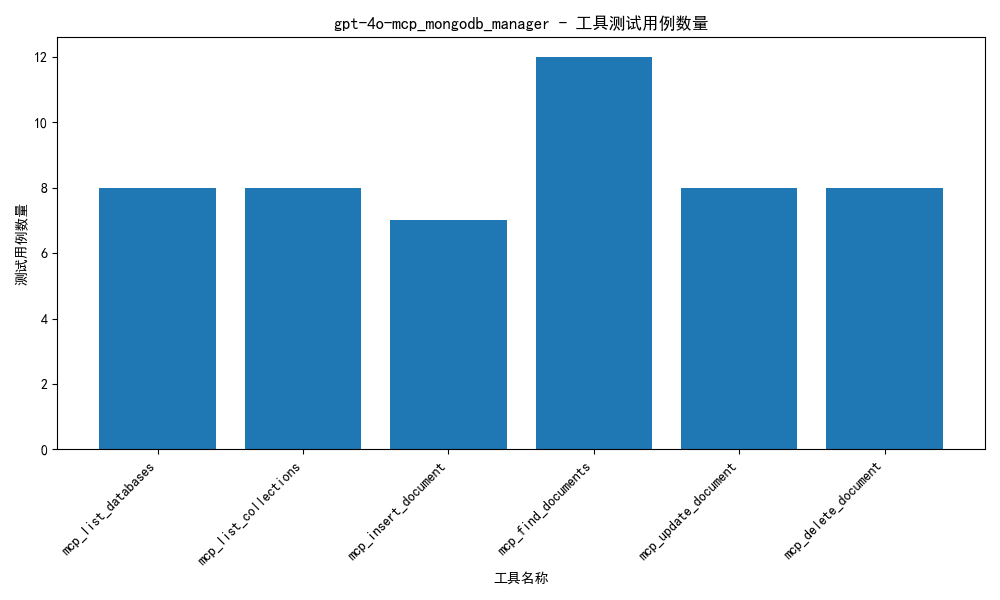 gpt-4o-mcp_mongodb_manager - 工具测试用例数量
测试用例数量
12
10
8
6
4
2
0
mcp_list_databases
mcp_list_collections
mcp_insert_document
mcp_find_documents
mcp_update_document
mcp_delete_document
工具名称